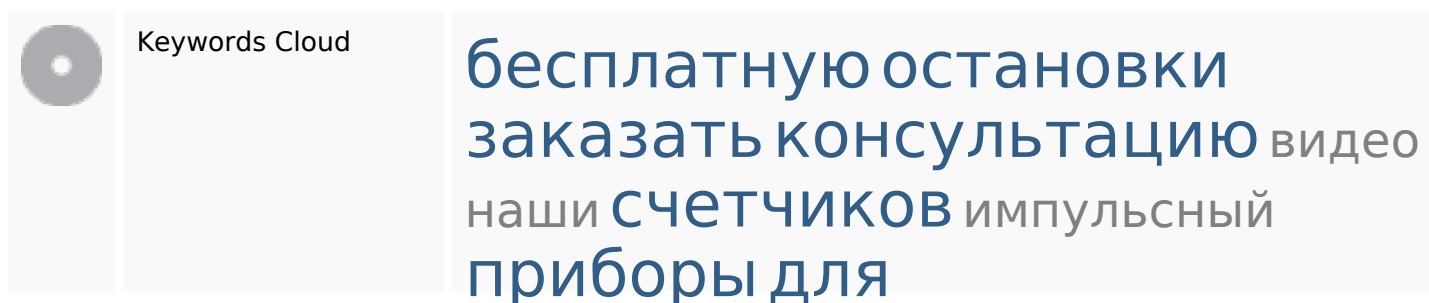 Keywords Cloud
бесплатную остановки
заказать консультацию видео
наши счетчиков импульсный
приборы для